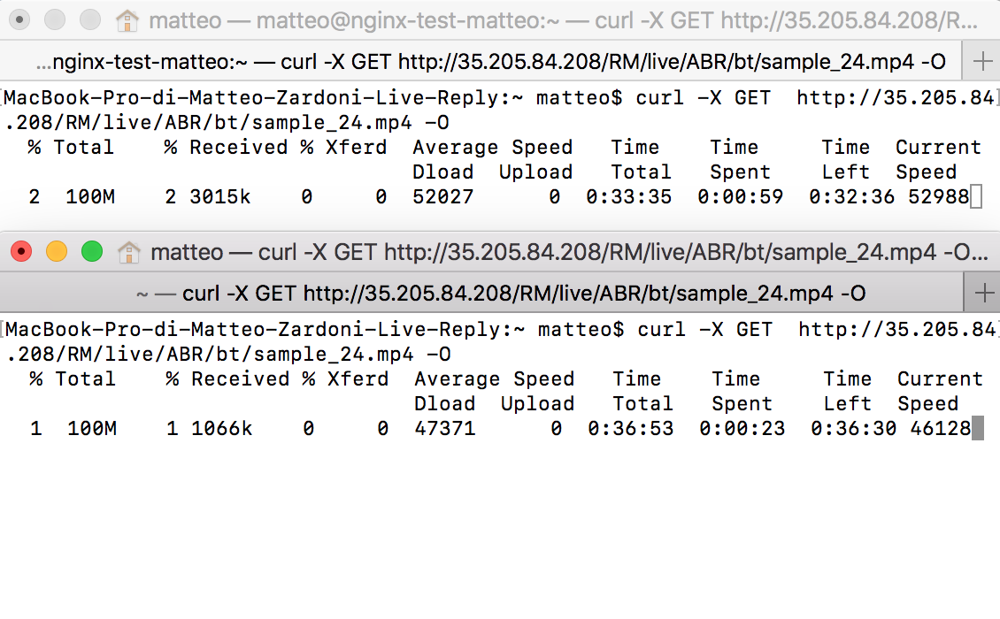 matteo — matteo@nginx-test-matteo:~ — curl -X GET http://35.205.84.208/R...
...nginx-test-matteo:~ — curl -X GET http://35.205.84.208/RM/live/ABR/bt/sample_24.mp4 -O
[MacBook-Pro-di-Matteo-Zardoni-Live-Reply:~ matteo$ curl -X GET  http://35.205.84]
.208/RM/live/ABR/bt/sample_24.mp4 -O
% Total    % Received % Xferd  Average Speed   Time    Time     Time  Current
Dload  Upload   Total   Spent    Left  Speed
2  100M    2 3015k    0     0  52027      0  0:33:35  0:00:59  0:32:36 52988
matteo — curl -X GET http://35.205.84.208/RM/live/ABR/bt/sample_24.mp4 -O...
~ — curl -X GET http://35.205.84.208/RM/live/ABR/bt/sample_24.mp4 -O
[MacBook-Pro-di-Matteo-Zardoni-Live-Reply:~ matteo$ curl -X GET  http://35.205.84]
.208/RM/live/ABR/bt/sample_24.mp4 -O
% Total    % Received % Xferd  Average Speed   Time    Time     Time  Current
Dload  Upload   Total   Spent    Left  Speed
1  100M    1 1066k    0     0  47371      0  0:36:53  0:00:23  0:36:30 46128